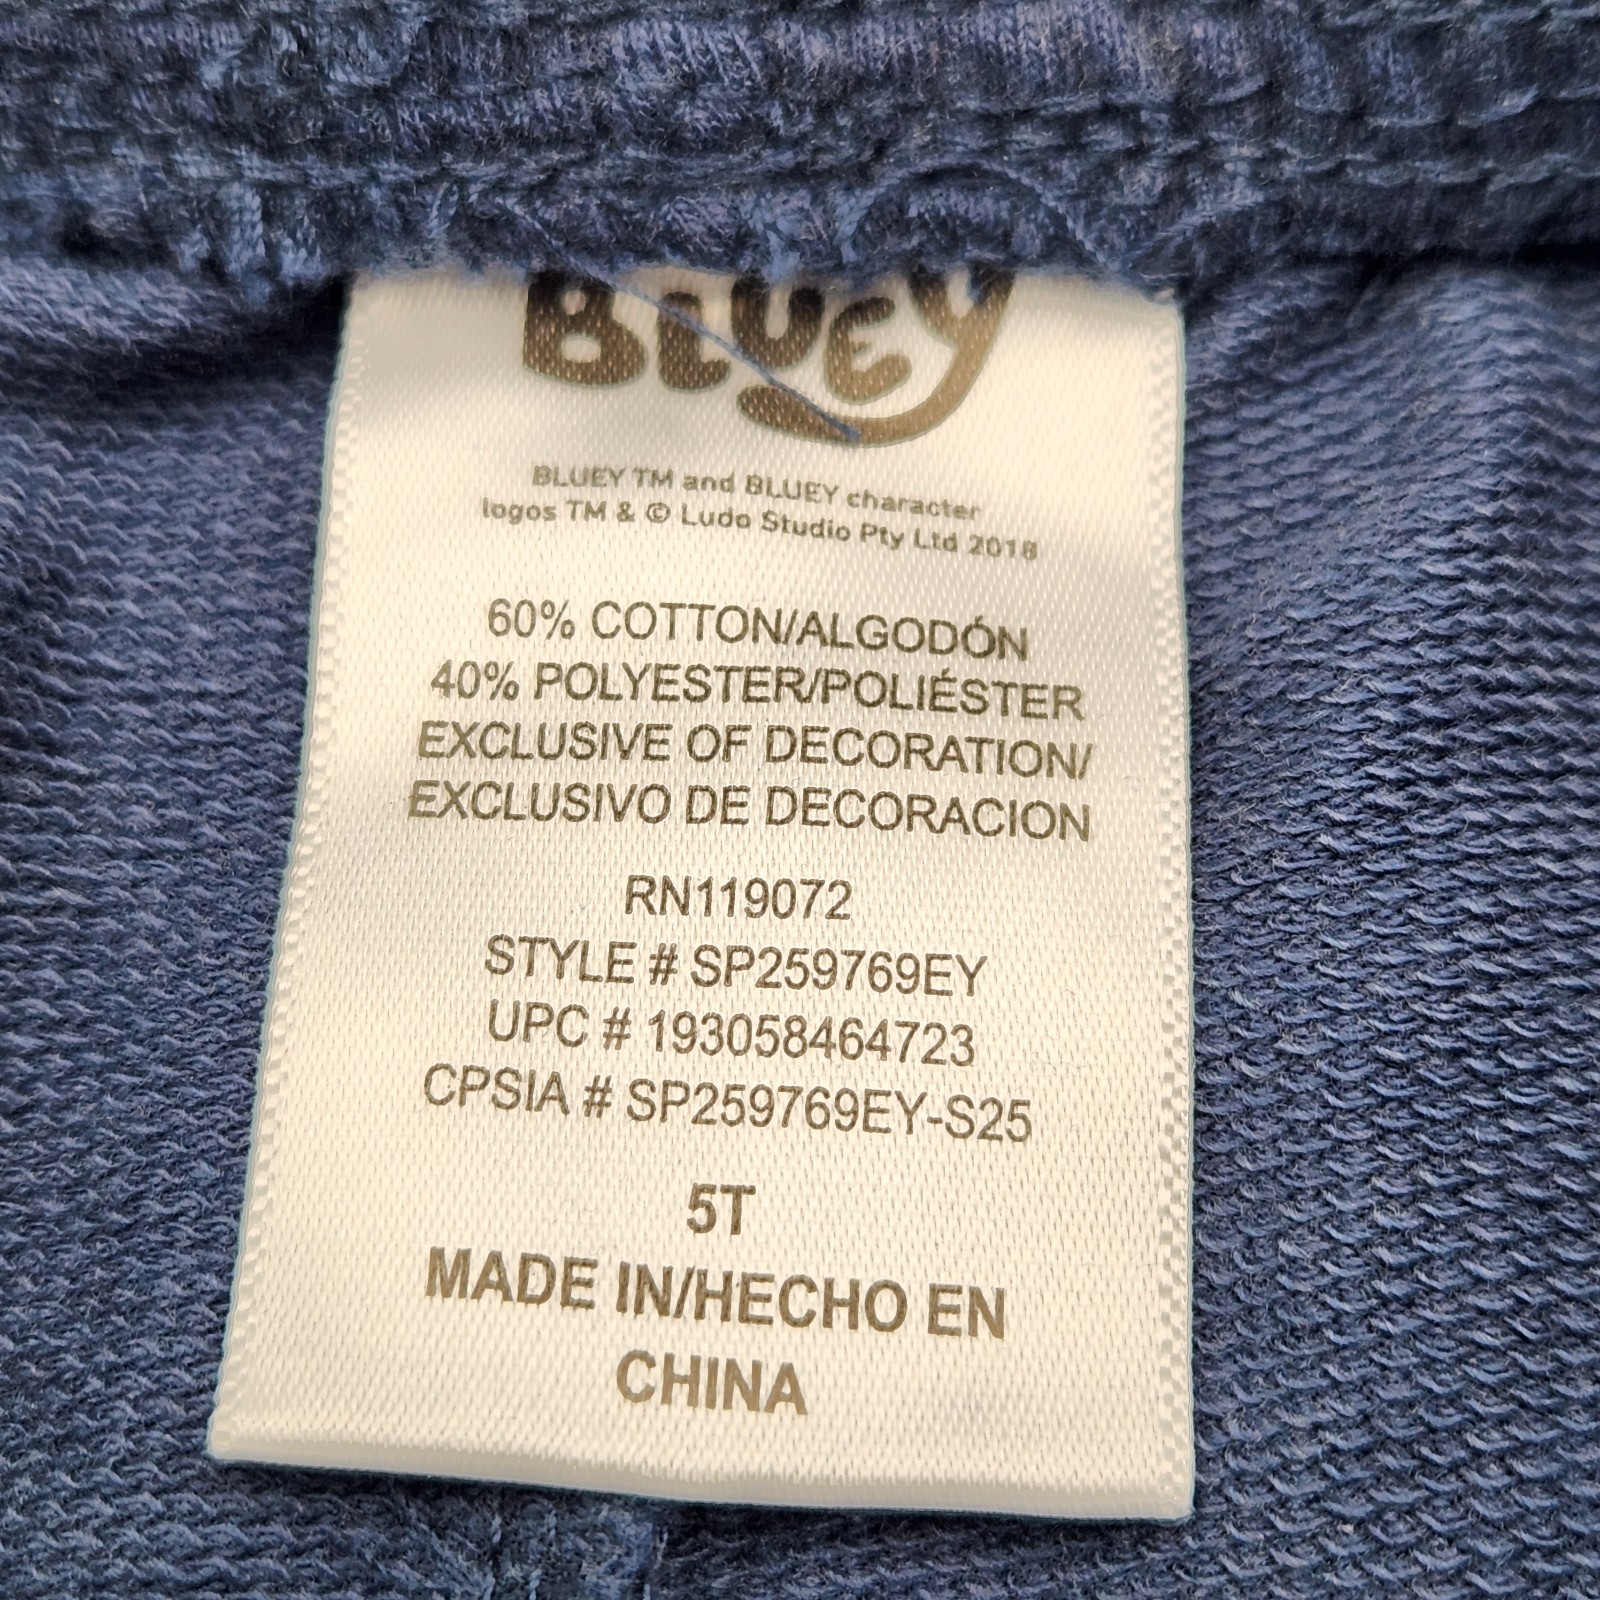 BLUEY
BLUEY TM and BLUEY character
logos TM & © Ludo Studio Pty Ltd 2018
60% COTTON/ALGODÓN
40% POLYESTER/POLIÉSTER
EXCLUSIVE OF DECORATION/
EXCLUSIVO DE DECORACION
RN119072
STYLE # SP259769EY
UPC # 193058464723
CPSIA # SP259769EY-S25
5T
MADE IN/HECHO EN
CHINA